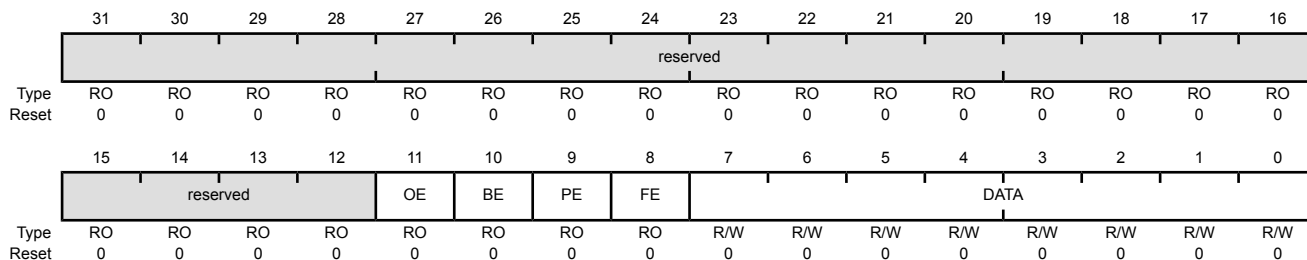 31 30 29 28 27 26 25 24 23 22 21 20 19 18 17 16
reserved
Type RO RO RO RO RO RO RO RO RO RO RO RO RO RO RO RO
Reset 0 0 0 0 0 0 0 0 0 0 0 0 0 0 0 0
15 14 13 12 11 10 9 8 7 6 5 4 3 2 1 0
reserved OE BE PE FE DATA
Type RO RO RO RO RO RO RO RO R/W R/W R/W R/W R/W R/W R/W R/W
Reset 0 0 0 0 0 0 0 0 0 0 0 0 0 0 0 0